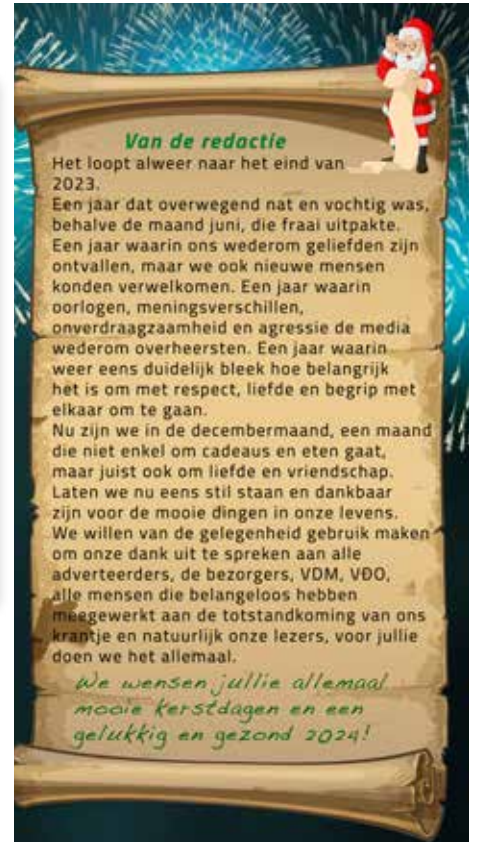 Van de redactie
Het loopt alweer naar het eind van
2023.
Een jaar dat overwegend nat en vochtig was,
behalve de maand juni, die fraai uitpakte.
Een jaar waarin ons wederom geliefden zijn
ontvallen, maar we ook nieuwe mensen
konden verwelkomen. Een jaar waarin
oorlogen, meningsverschillen,
onverdraagzaamheid en agressie de media
wederom overheersten. Een jaar waarin
weer eens duidelijk bleek hoe belangrijk
het is om met respect, liefde en begrip met
elkaar om te gaan.
Nu zijn we in de decembermaand, een maand
die niet enkel om cadeaus en eten gaat,
maar juist ook om liefde en vriendschap.
Laten we nu eens stil staan en dankbaar
zijn voor de mooie dingen in onze levens.
We willen van de gelegenheid gebruik maken
om onze dank uit te spreken aan alle
adverteerders, de bezorgers, VDM, VĐO,
alle mensen die belangeloos hebben
meegewerkt aan de totstandkoming van ons
krantje en natuurlijk onze lezers, voor jullie
doen we het allemaal.
We wensen jullie allemaal
mooie kerstdagen en een
gelukkig en gezond 2024!